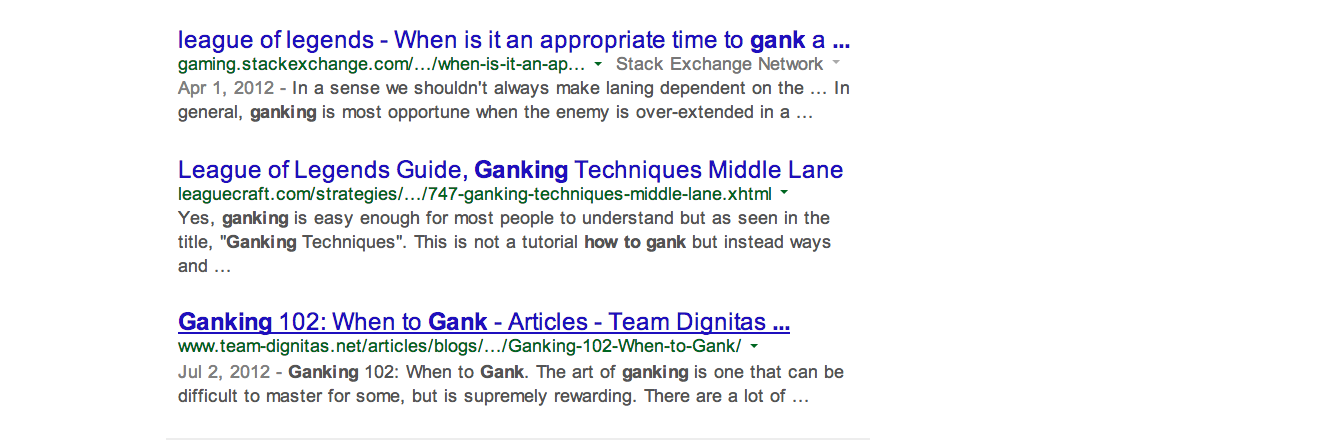 league of legends - When is it an appropriate time to gank a ...
gaming.stackexchange.com/…/when-is-it-an-ap… Stack Exchange Network
Apr 1, 2012 - In a sense we shouldn't always make laning dependent on the … In
general, ganking is most opportune when the enemy is over-extended in a …
League of Legends Guide, Ganking Techniques Middle Lane
leaguecraft.com/strategies/…/747-ganking-techniques-middle-lane.xhtml
Yes, ganking is easy enough for most people to understand but as seen in the
title, "Ganking Techniques". This is not a tutorial how to gank but instead ways
and …
Ganking 102: When to Gank - Articles - Team Dignitas ...
www.team-dignitas.net/articles/blogs/…/Ganking-102-When-to-Gank/
Jul 2, 2012 - Ganking 102: When to Gank. The art of ganking is one that can be
difficult to master for some, but is supremely rewarding. There are a lot of …